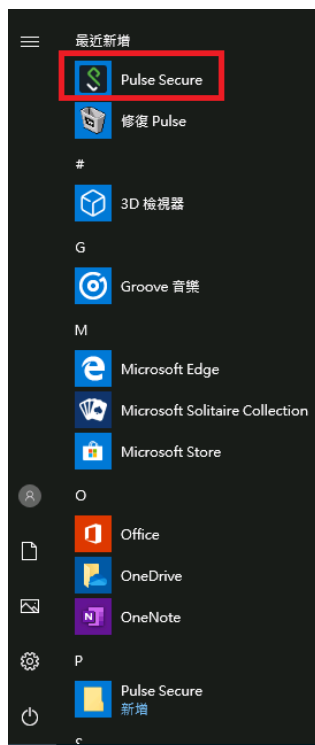 最近新增
Pulse Secure
修復 Pulse
#
3D 檢視器
G
Groove 音樂
M
Microsoft Edge
Microsoft Solitaire Collection
Microsoft Store
O
Office
OneDrive
OneNote
P
Pulse Secure
新增
S